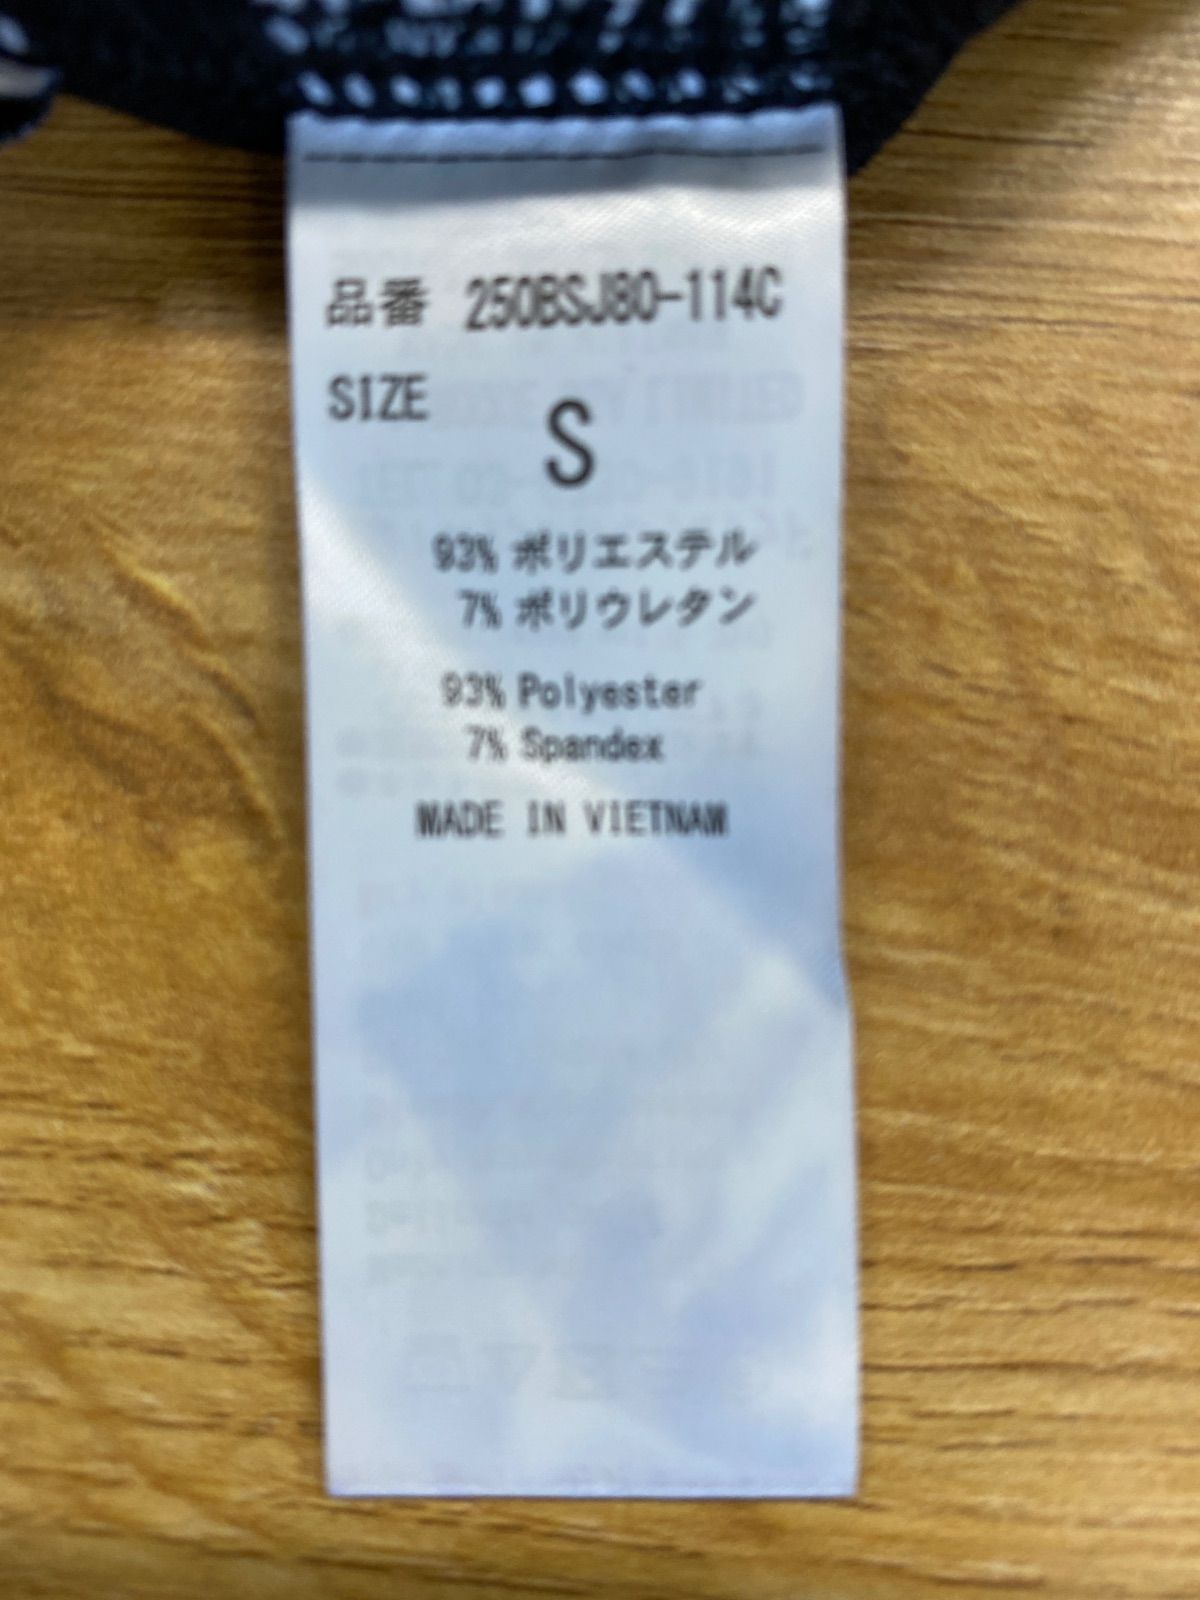 品番 250BSJ80-114C
SIZE
S
93% ポリエステル
7% ポリウレタン
93% Polyester
7% Spandex
MADE IN VIETNAM